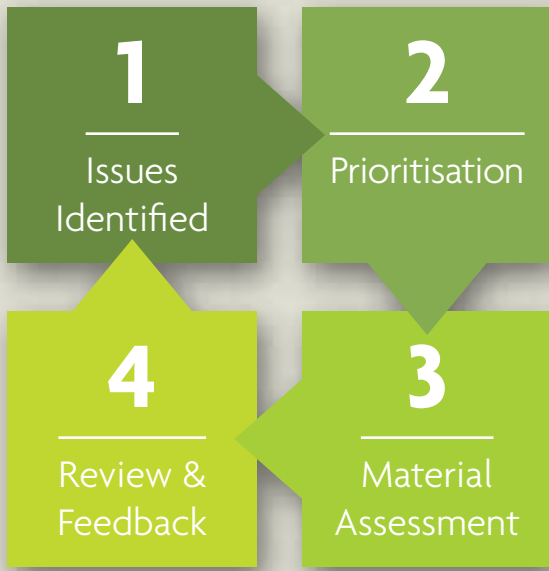 1
Issues
Identified
2
Prioritisation
3
Material
Assessment
4
Review &
Feedback